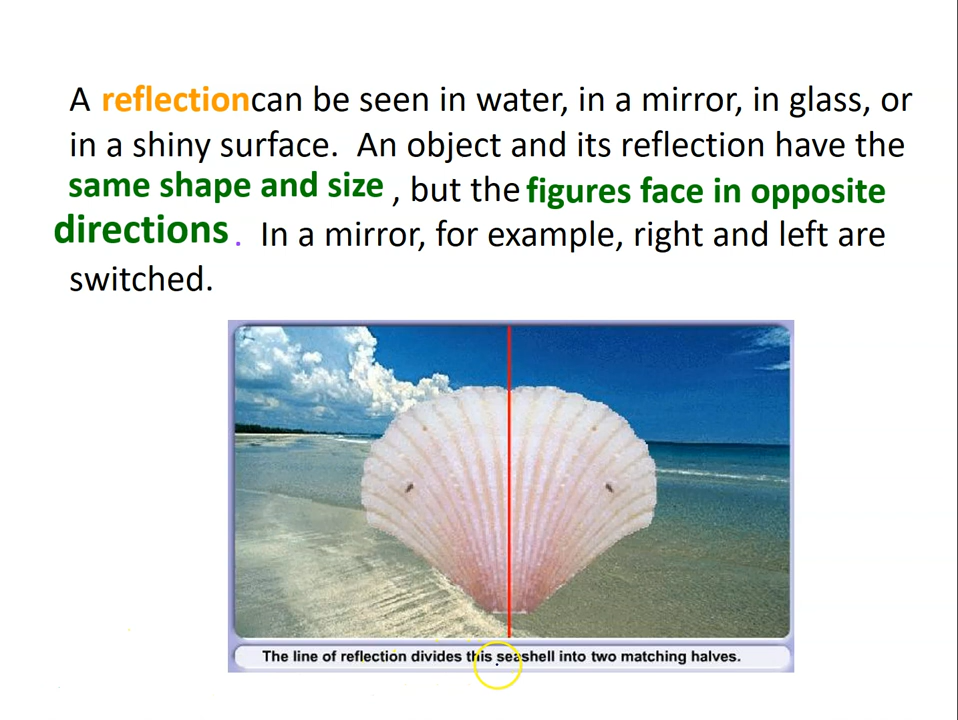 A reflection can be seen in water, in a mirror, in glass, or
in a shiny surface. An object and its reflection have the
same shape and size , but the figures face in opposite
directions . In a mirror, for example, right and left are
switched.
The line of reflection divides this seashell into two matching halves.